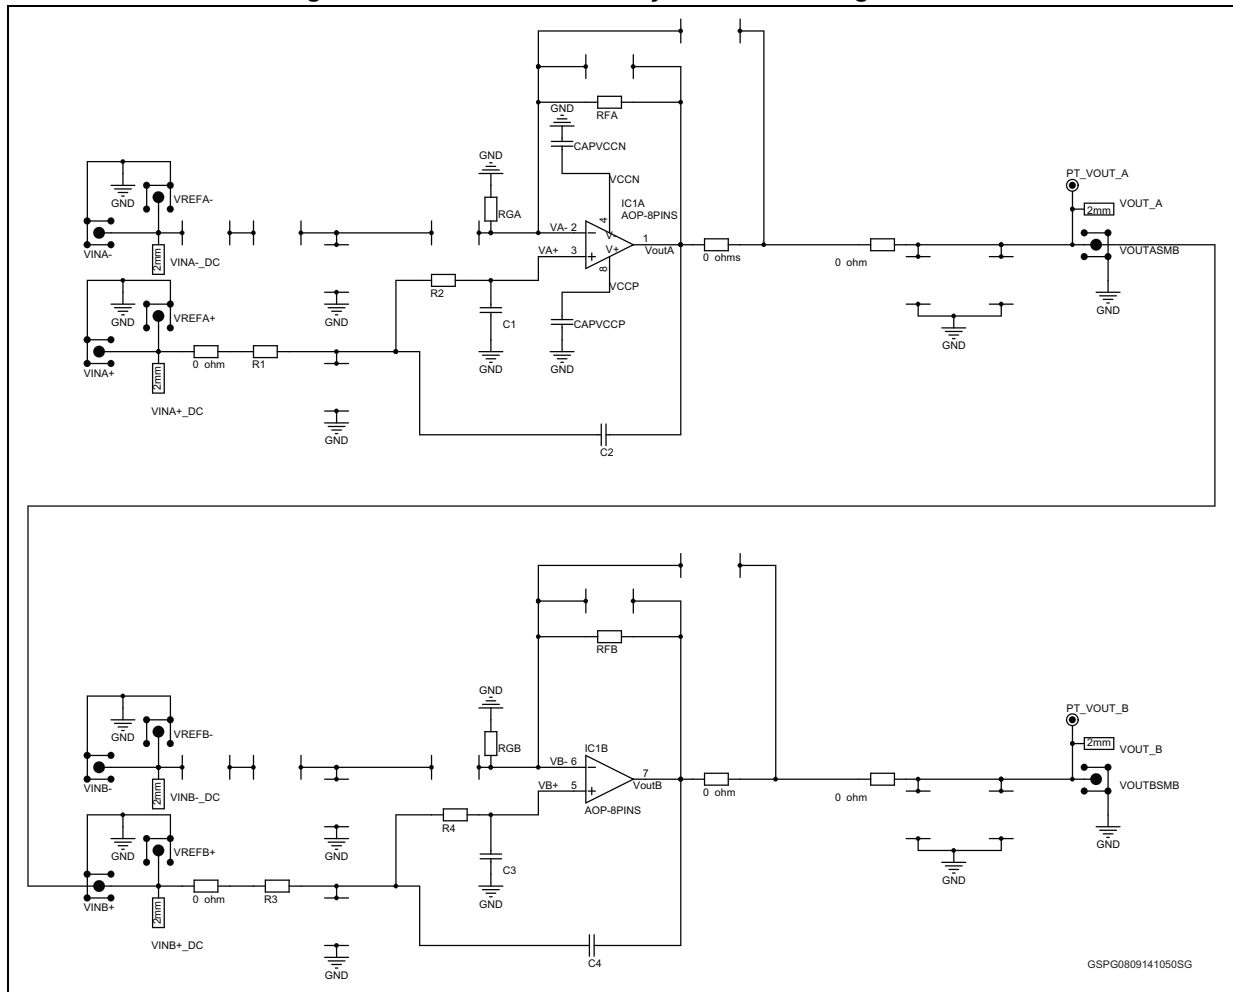 GND
RFA
CAPVCCN
GND
VCCN
IC1A
AOP-8PINS
PT_VOUT_A
2mm
VOUT_A
GND
VREFA-
RGA
VA- 2
4
V-
V+
1
VoutA
VINA-
2mm
VINA-_DC
VA+ 3
8
0 ohms
0 ohm
VOUTASMB
VCCP
R2
GND
GND
VREFA+
GND
C1
CAPVCCP
GND
GND
VINA+
2mm
0 ohm
R1
GND
GND
VINA+_DC
GND
C2
RFB
GND
PT_VOUT_B
2mm
VOUT_B
GND
VREFB-
RGB
IC1B
VB- 6
7
VoutB
VINB-
2mm
VINB-_DC
VB+ 5
0 ohm
0 ohm
VOUTBSMB
AOP-8PINS
R4
GND
GND
GND
VREFB+
C3
GND
VINB+
2mm
0 ohm
R3
GND
VINB+_DC
C4
GND
GSPG0809141050SG